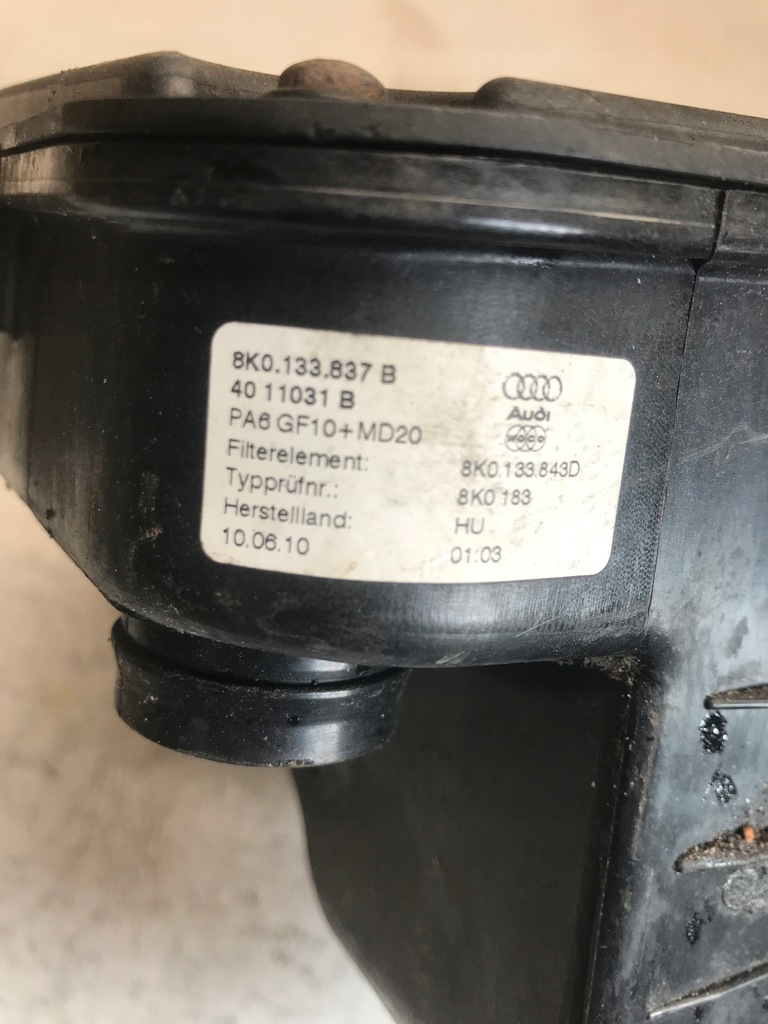 8K0.133.837 B
40 11031 B
PA6 GF10+MD20
Audi
WOCO
Filterelement: 8K0.133.843D
Typprüfnr.: 8K0 183
Herstellland: HU
10.06.10 01:03